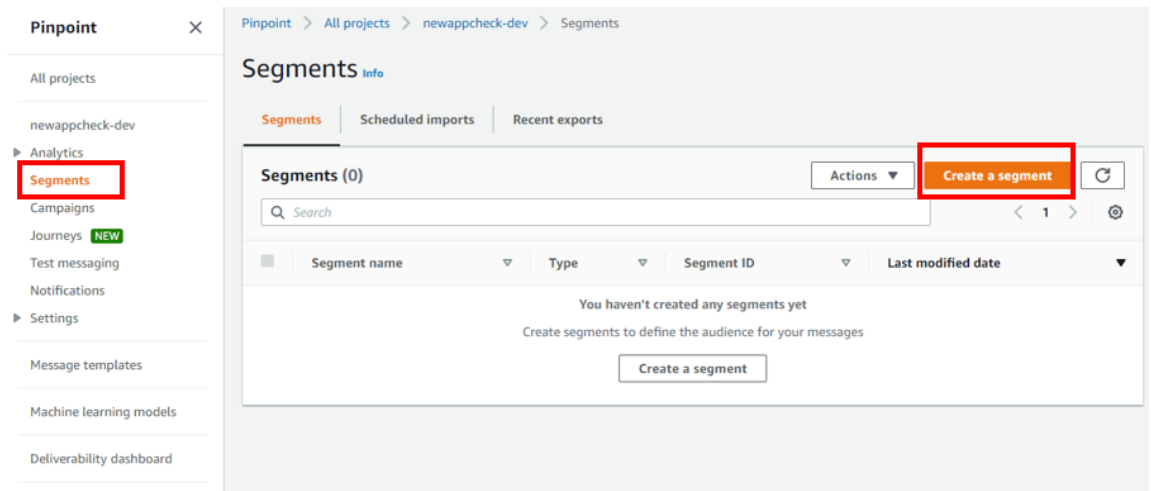 Pinpoint
All projects
newappcheck-dev
Analytics
Segments
Campaigns
Journeys NEW
Test messaging
Notifications
Settings
Message templates
Machine learning models
Deliverability dashboard
Pinpoint > All projects > newappcheck-dev > Segments
Segments Info
Segments Scheduled imports Recent exports
Segments (0) Actions Create a segment
Search 1
Segment name Type Segment ID Last modified date
You haven't created any segments yet
Create segments to define the audience for your messages
Create a segment